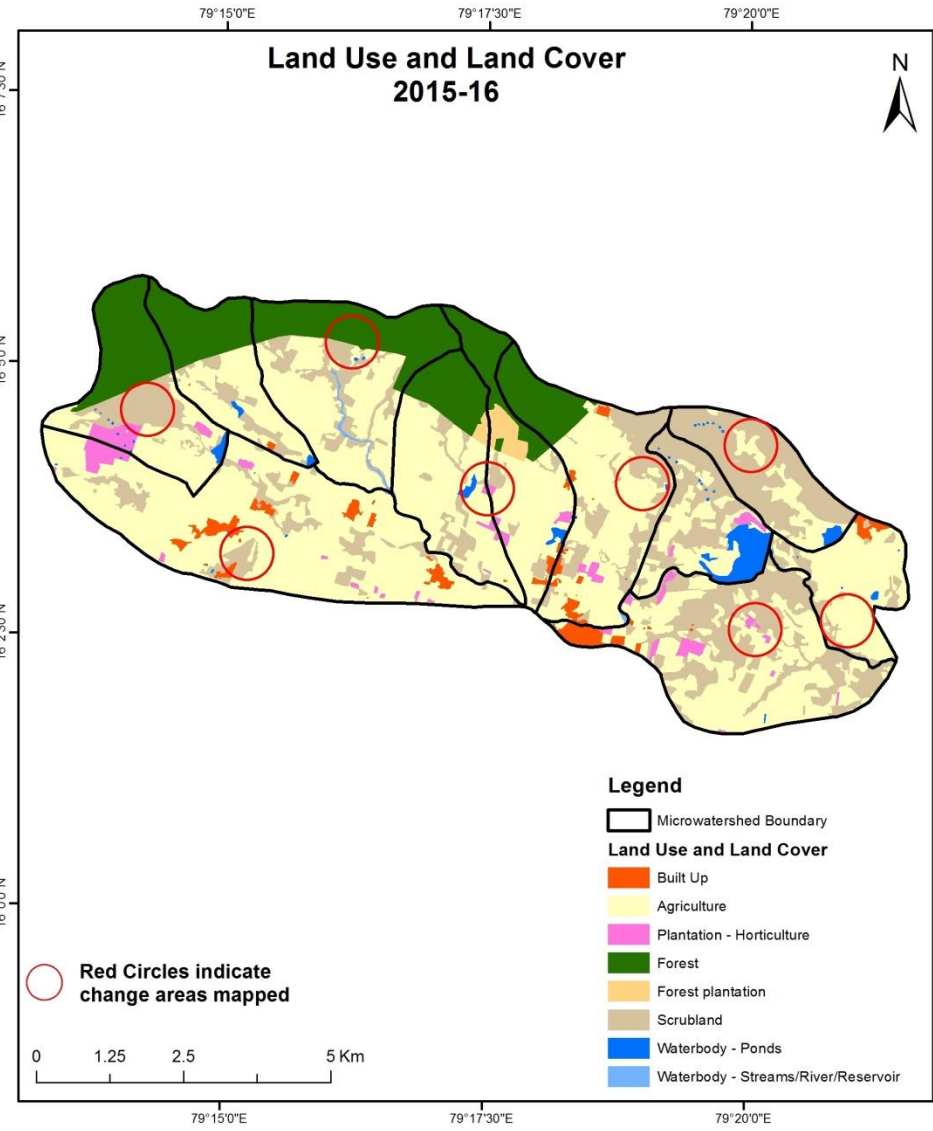 79°15'0"E 79°17'30"E 79°20'0"E
Land Use and Land Cover
2015-16
N
Legend
Microwatershed Boundary
Land Use and Land Cover
Built Up
Agriculture
Plantation - Horticulture
Forest
Forest plantation
Scrubland
Waterbody - Ponds
Waterbody - Streams/River/Reservoir
Red Circles indicate
change areas mapped
0 1.25 2.5 5 Km
79°15'0"E 79°17'30"E 79°20'0"E